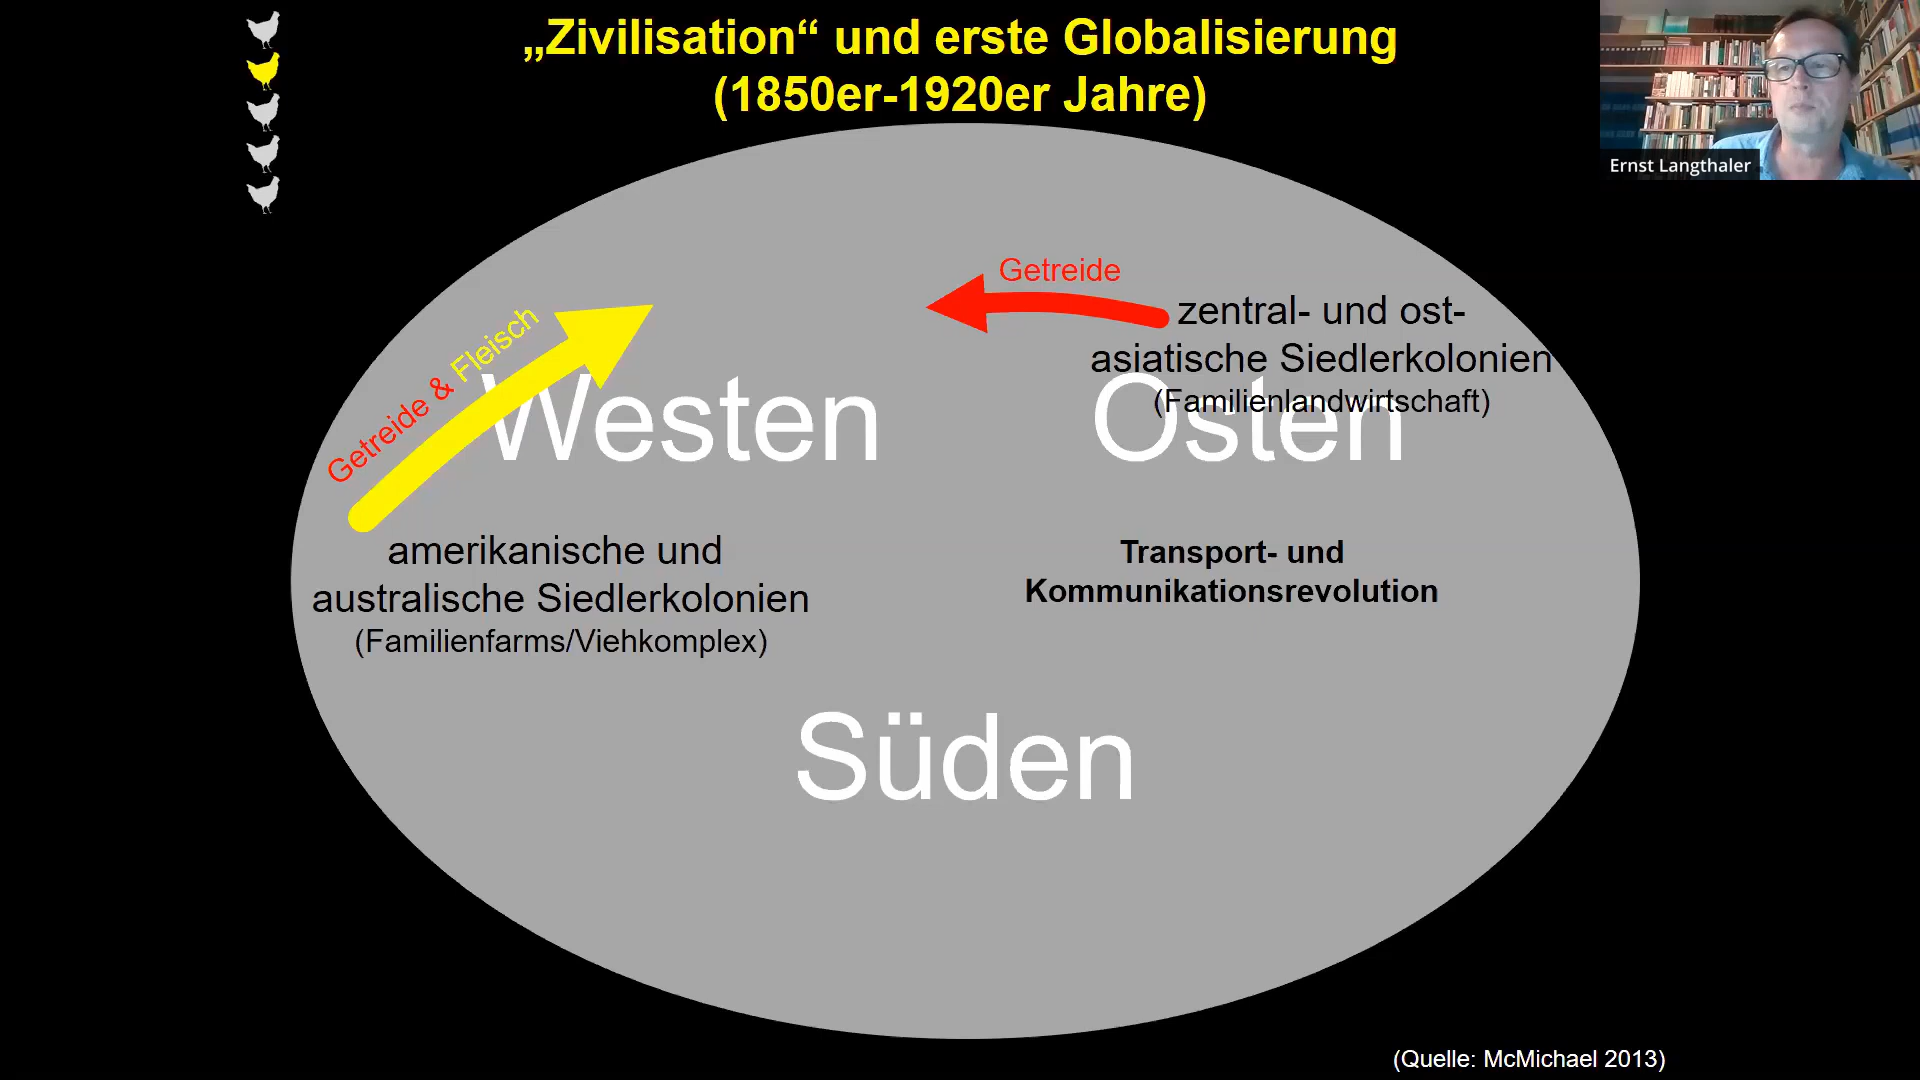 „Zivilisation“ und erste Globalisierung
(1850er-1920er Jahre)
Ernst Langthaler
Getreide
zentral- und ost-
asiatische Siedlerkolonien
(Familienlandwirtschaft)
Getreide & Fleisch
Westen
Osten
amerikanische und
australische Siedlerkolonien
(Familienfarms/Viehkomplex)
Transport- und
Kommunikationsrevolution
Süden
(Quelle: McMichael 2013)